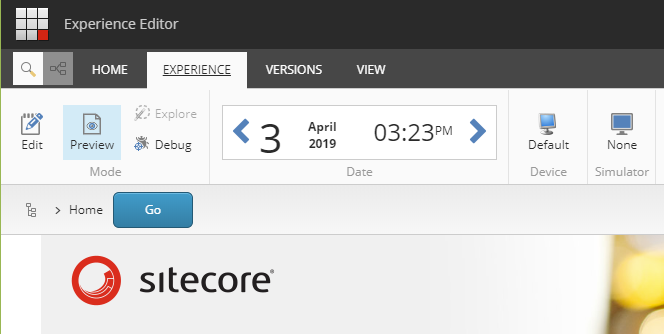 Experience Editor
HOME EXPERIENCE VERSIONS VIEW
Edit Preview Explore Debug
3 April 2019 03:23PM
Default None
Mode Date Device Simulator
Home Go
sitecore®